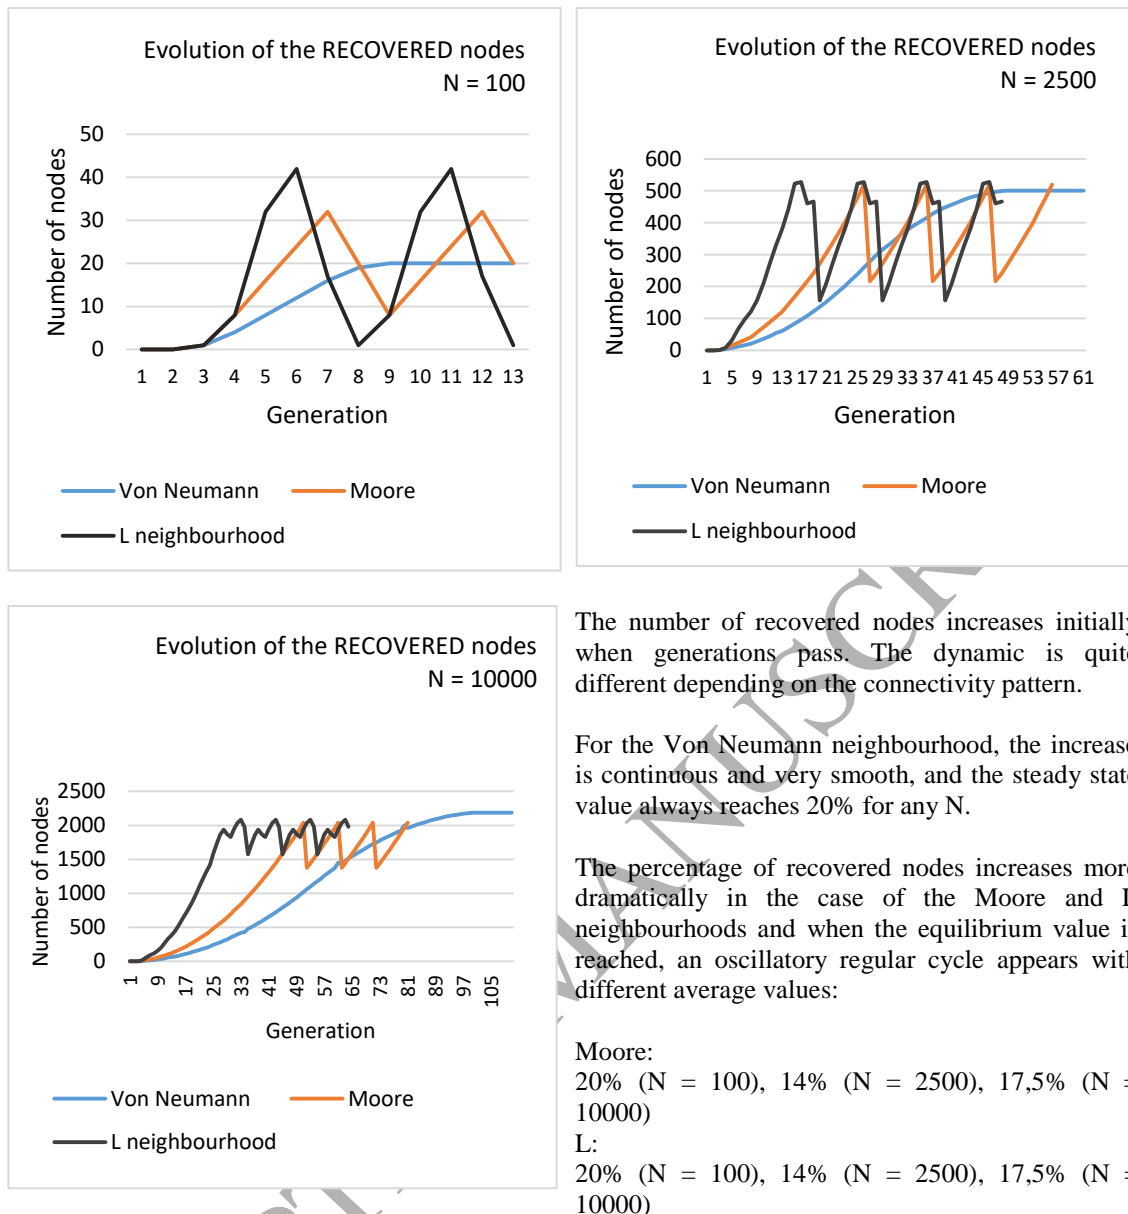 Evolution of the RECOVERED nodes
N = 100
50
40
30
20
10
0
Number of nodes
1 2 3 4 5 6 7 8 9 10 11 12 13
Generation
Von Neumann Moore
L neighbourhood
Evolution of the RECOVERED nodes
N = 2500
600
500
400
300
200
100
0
Number of nodes
1 5 9 13 17 21 25 29 33 37 41 45 49 53 57 61
Generation
Von Neumann Moore
L neighbourhood
Evolution of the RECOVERED nodes
N = 10000
2500
2000
1500
1000
500
0
Number of nodes
1 9 17 25 33 41 49 57 65 73 81 89 97 105
Generation
Von Neumann Moore
L neighbourhood
The number of recovered nodes increases initially
when generations pass. The dynamic is quite
different depending on the connectivity pattern.
For the Von Neumann neighbourhood, the increase
is continuous and very smooth, and the steady state
value always reaches 20% for any N.
The percentage of recovered nodes increases more
dramatically in the case of the Moore and L
neighbourhoods and when the equilibrium value is
reached, an oscillatory regular cycle appears with
different average values:
Moore:
20% (N = 100), 14% (N = 2500), 17,5% (N =
10000)
L:
20% (N = 100), 14% (N = 2500), 17,5% (N =
10000)
MANUSCR